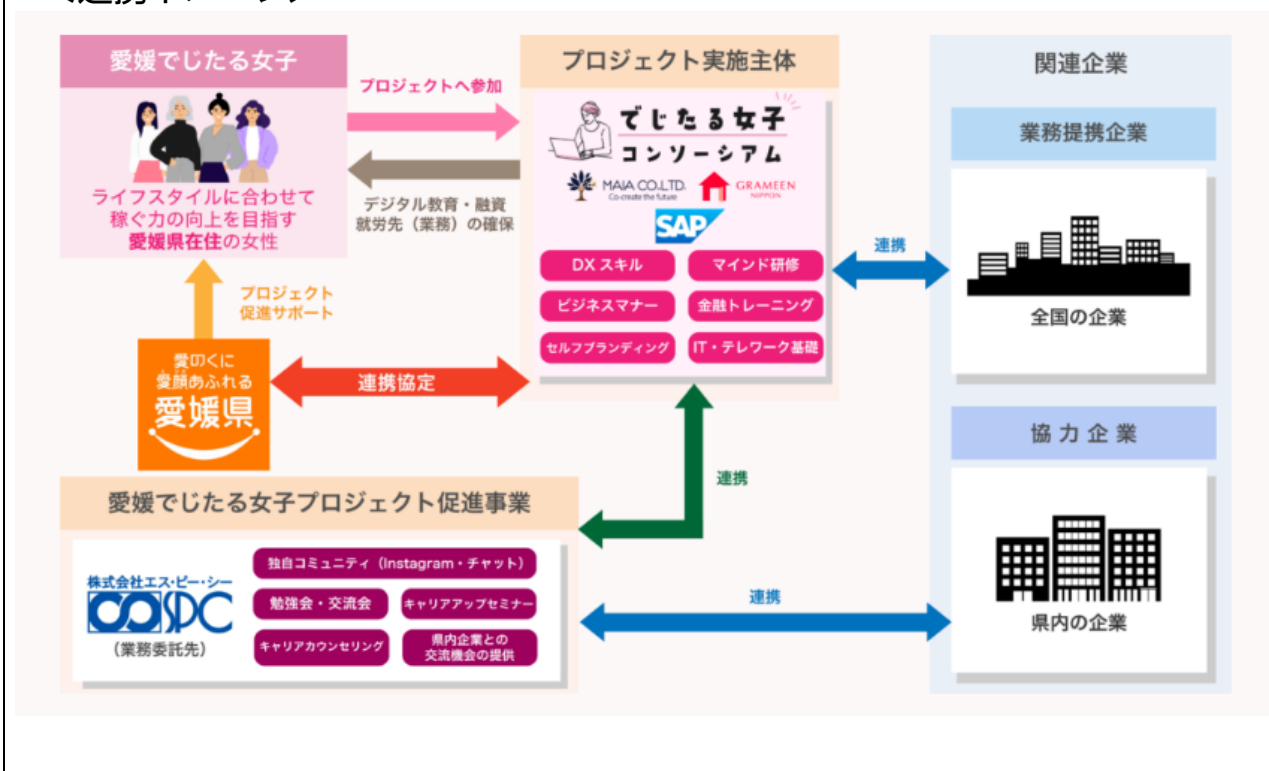 愛媛でじたる女子
ライフスタイルに合わせて
稼ぐ力の向上を目指す
愛媛県在住の女性
プロジェクトへ参加
デジタル教育・融資
就労先(業務)の確保
プロジェクト実施主体
でじたる女子
コンソーシアム
MAIA CO.LTD.
Co-create the future
GRAMEEN
NIPPON
SAP
DX スキル
マインド研修
ビジネスマナー
金融トレーニング
セルフブランディング
IT・テレワーク基礎
関連企業
業務提携企業
全国の企業
連携
プロジェクト
促進サポート
愛のくに
愛顔あふれる
愛媛県
連携協定
協力企業
県内の企業
連携
愛媛でじたる女子プロジェクト促進事業
株式会社エス・ピー・シー
SPC
(業務委託先)
独自コミュニティ(Instagram・チャット)
勉強会・交流会
キャリアアップセミナー
キャリアカウンセリング
県内企業との
交流機会の提供
連携